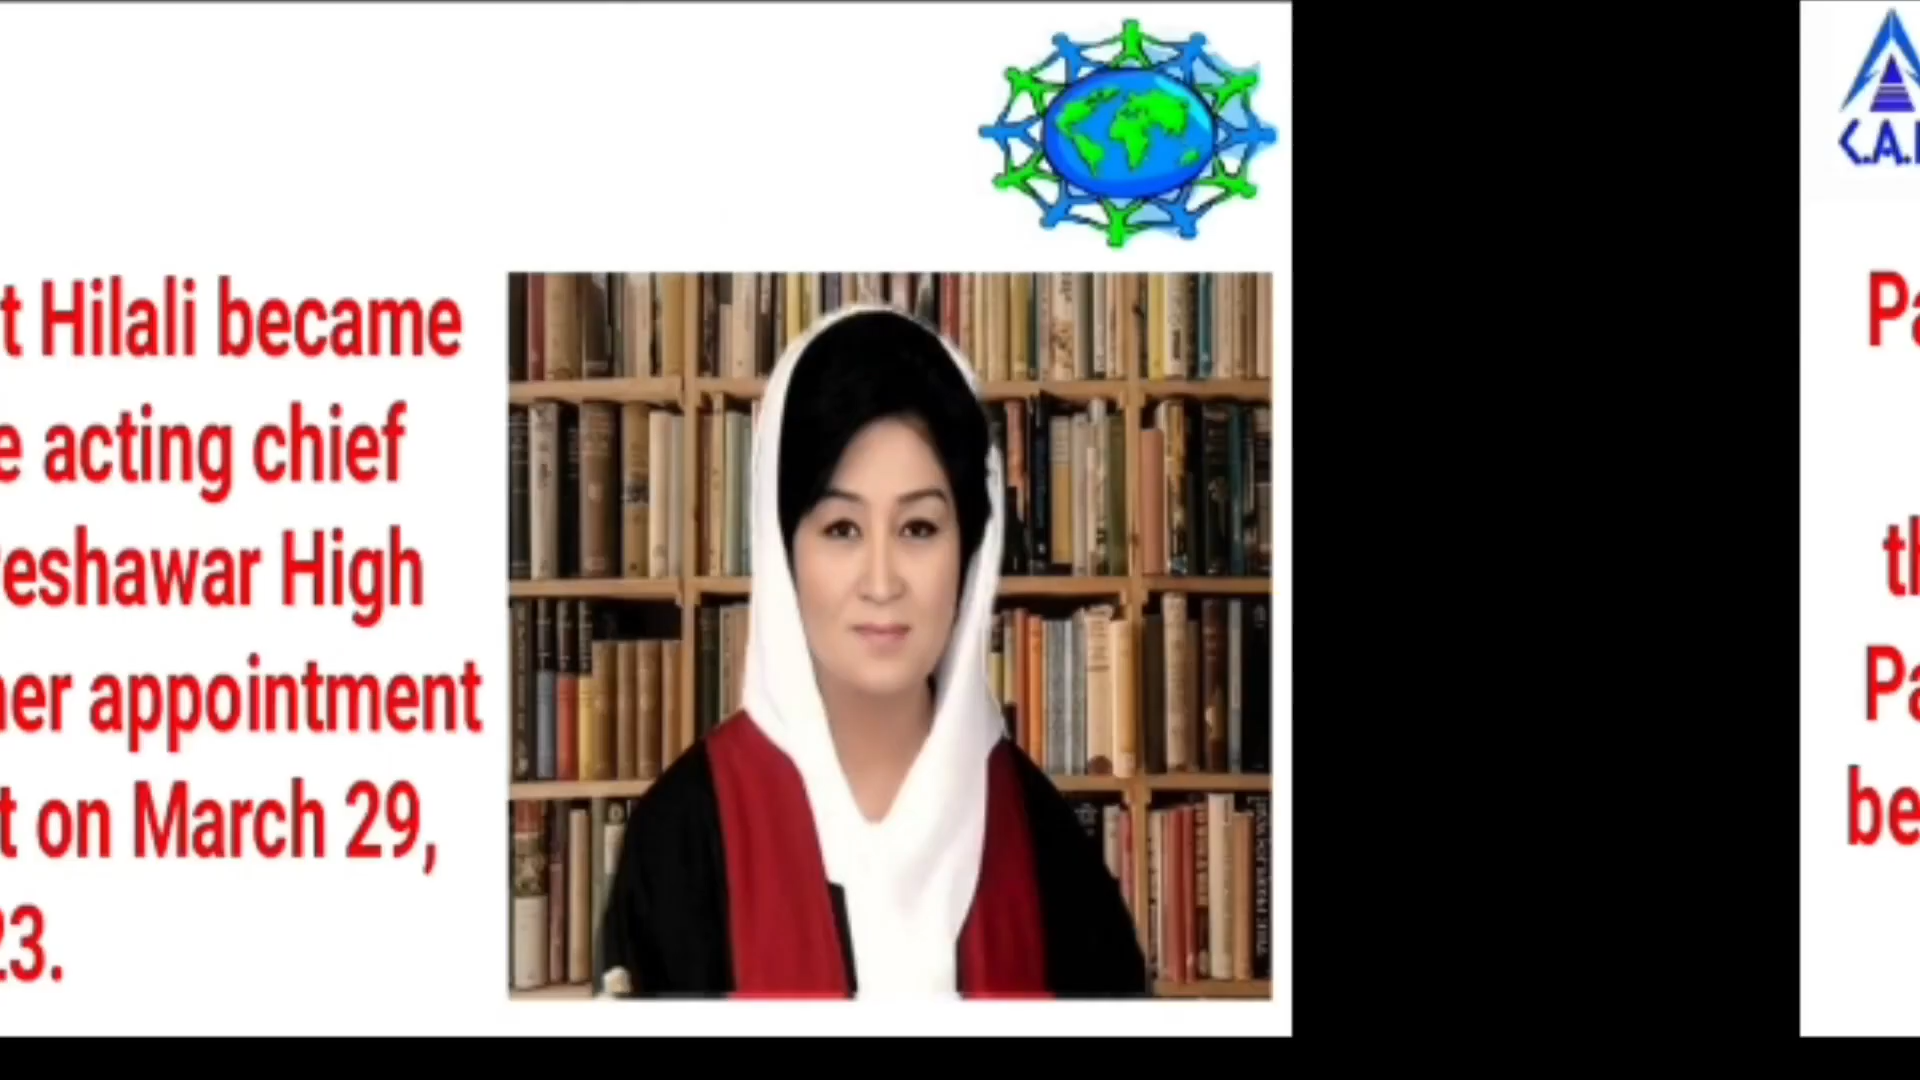 t Hilali became
e acting chief
eshawar High
her appointment
t on March 29,
23.
C.A.
Pa
th
Pa
be